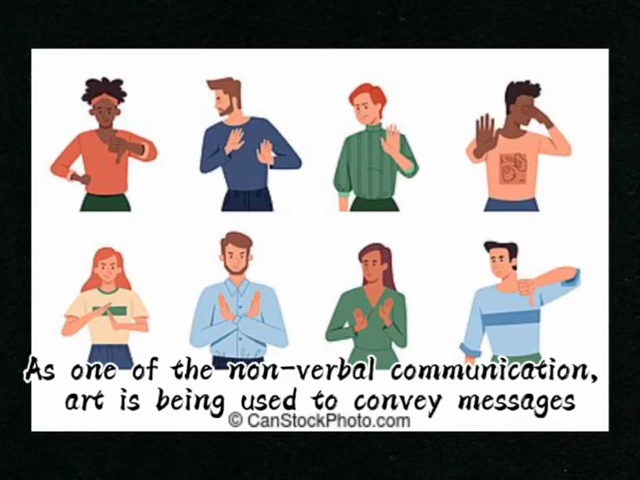 As one of the non-verbal communication,
art is being used to convey messages
© CanStockPhoto.com